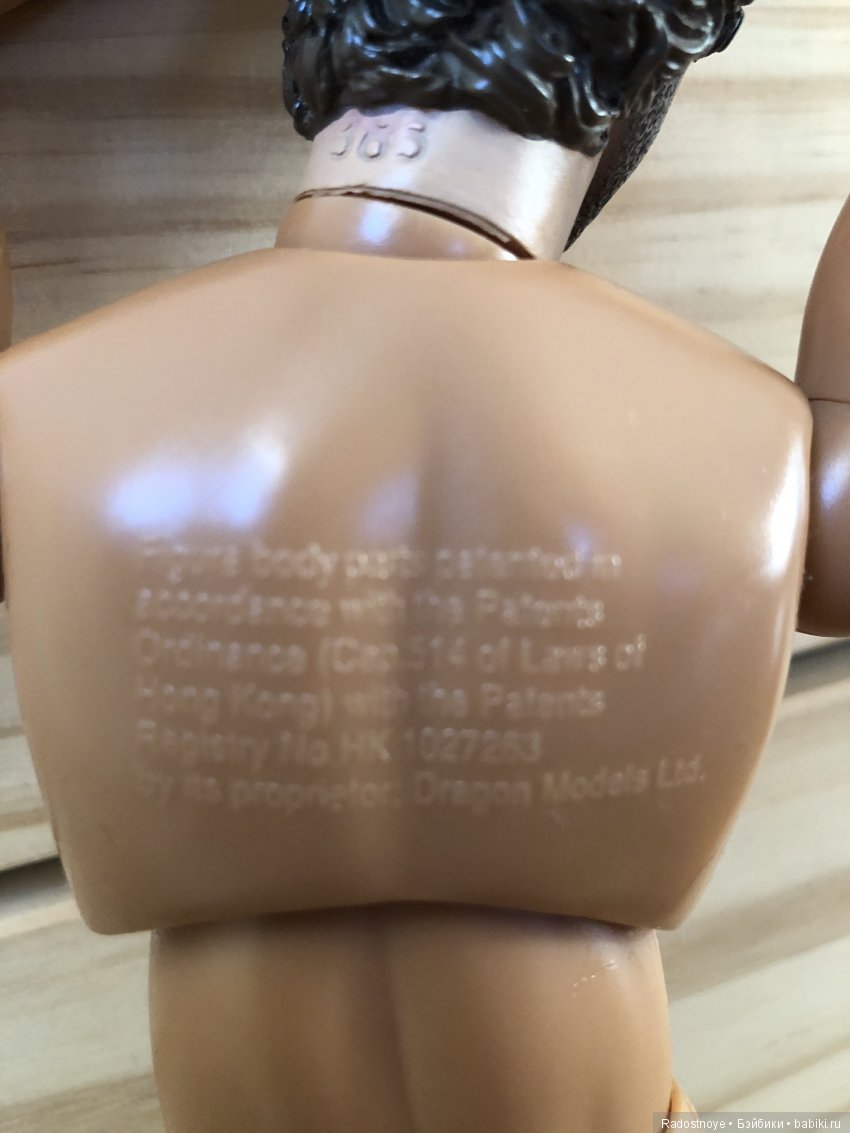 365
Figure body parts patented in
accordance with the Patents
Ordinance (Cap.514 of Laws of
Hong Kong) with the Patents
Registry No.HK 1027263
by its proprietor: Dragon Models Ltd.
Radostnoye • Бэйбики • babiki.ru